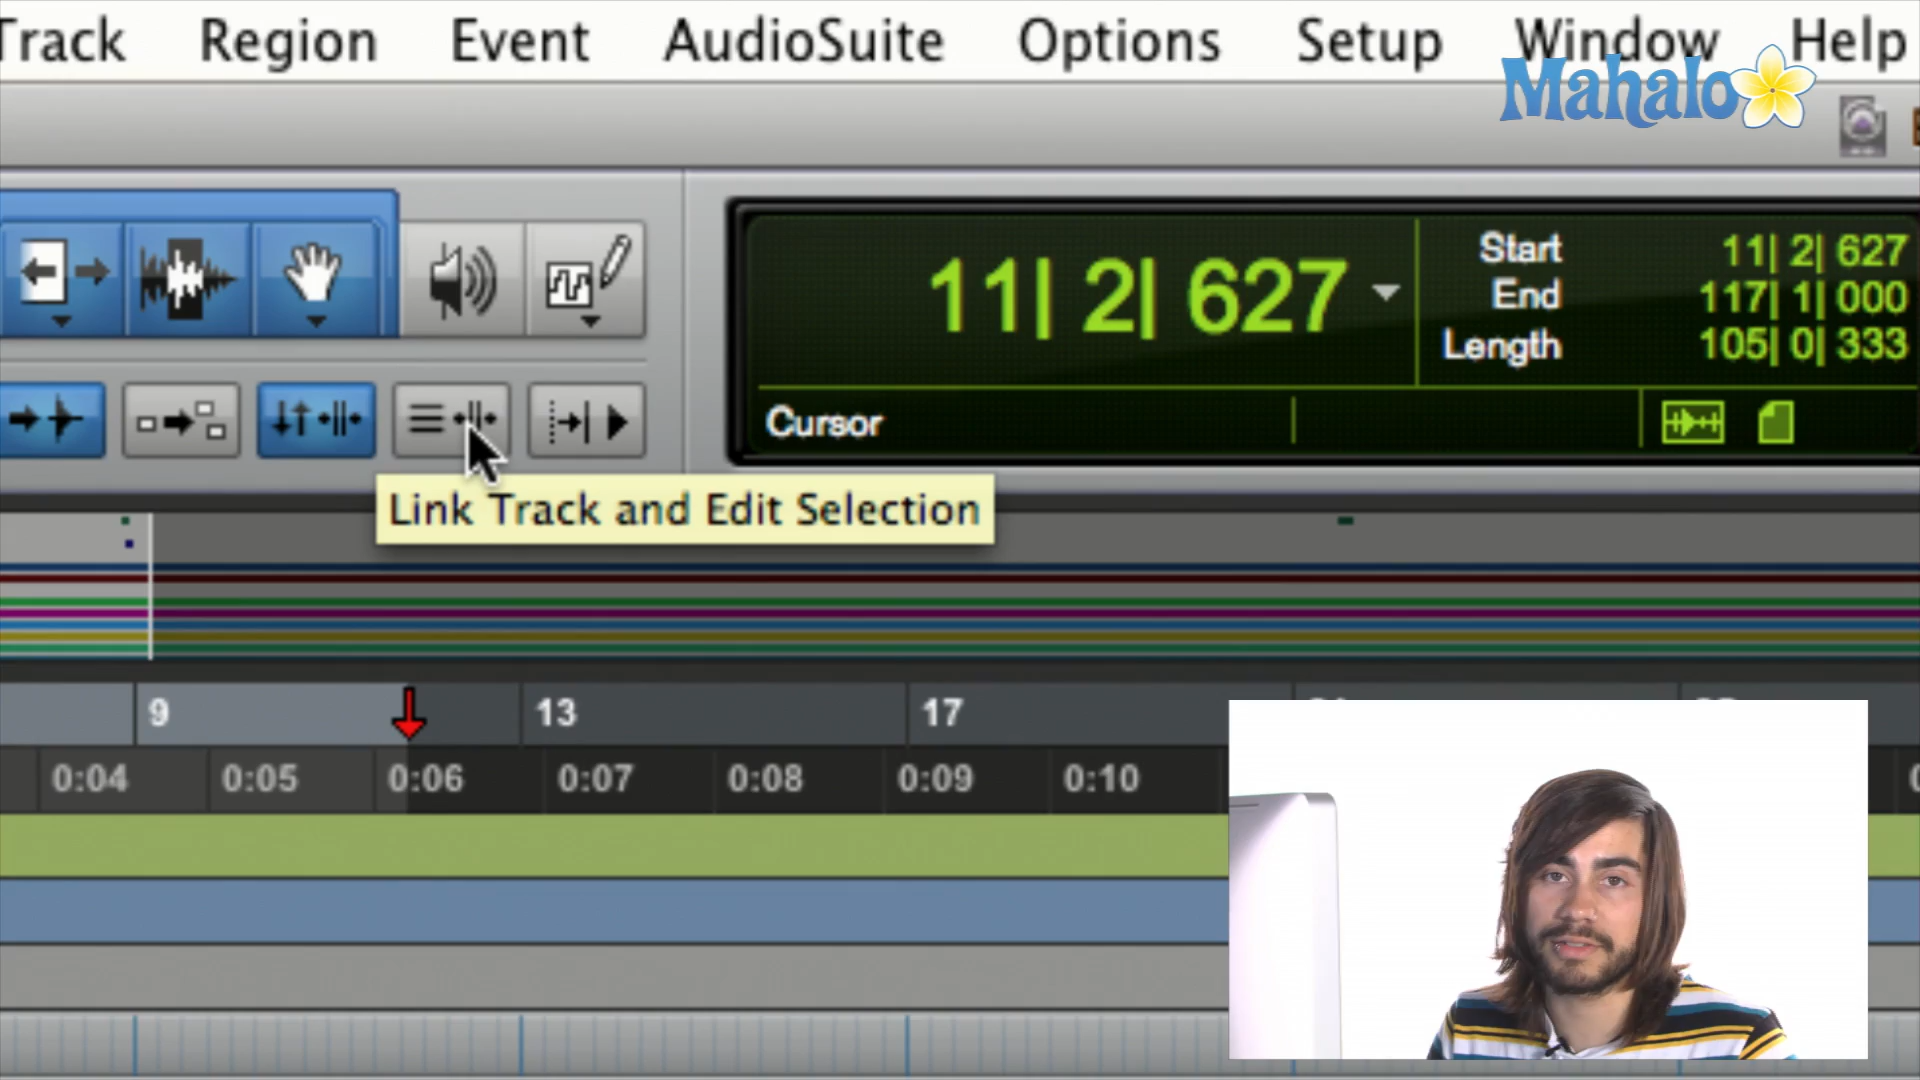 Track Region Event AudioSuite Options Setup Window Help
Mahalo
11| 2| 627
Start 11| 2| 627
End 117| 1| 000
Length 105| 0| 333
Cursor
Link Track and Edit Selection
9 13 17
0:04 0:05 0:06 0:07 0:08 0:09 0:10